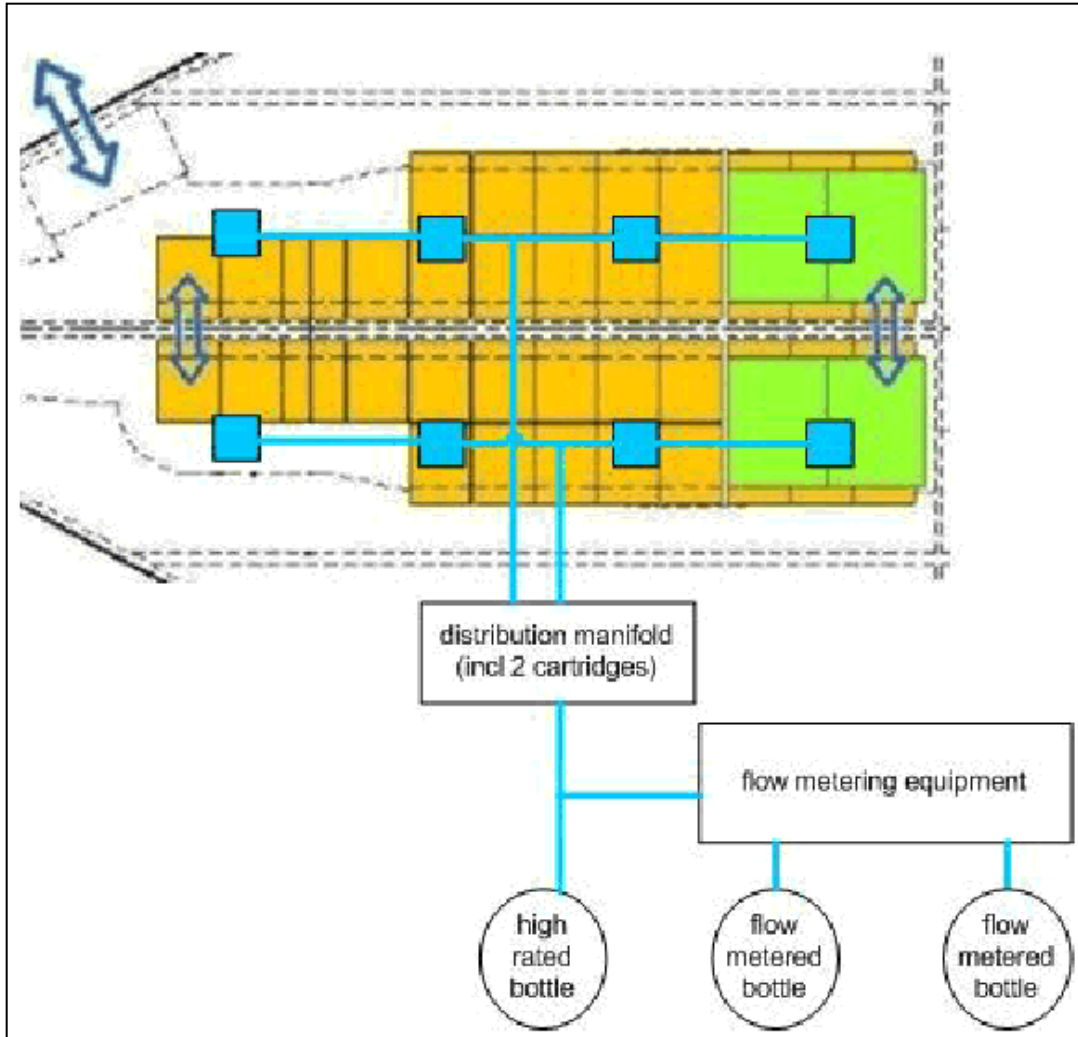 distribution manifold
(incl 2 cartridges)
flow metering equipment
high
rated
bottle
flow
metered
bottle
flow
metered
bottle